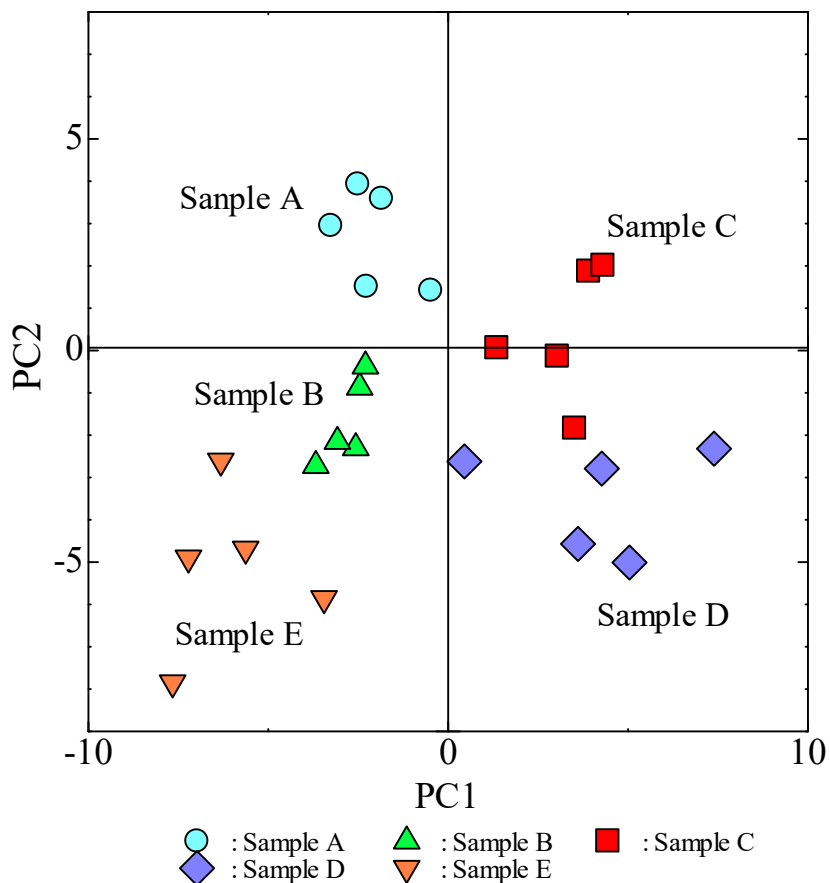 5
Sanple A
Sample C
PC2
0
Sample B
-5
Sample E
Sample D
-10
0
10
PC1
: Sample A
: Sample B
: Sample C
: Sample D
: Sample E